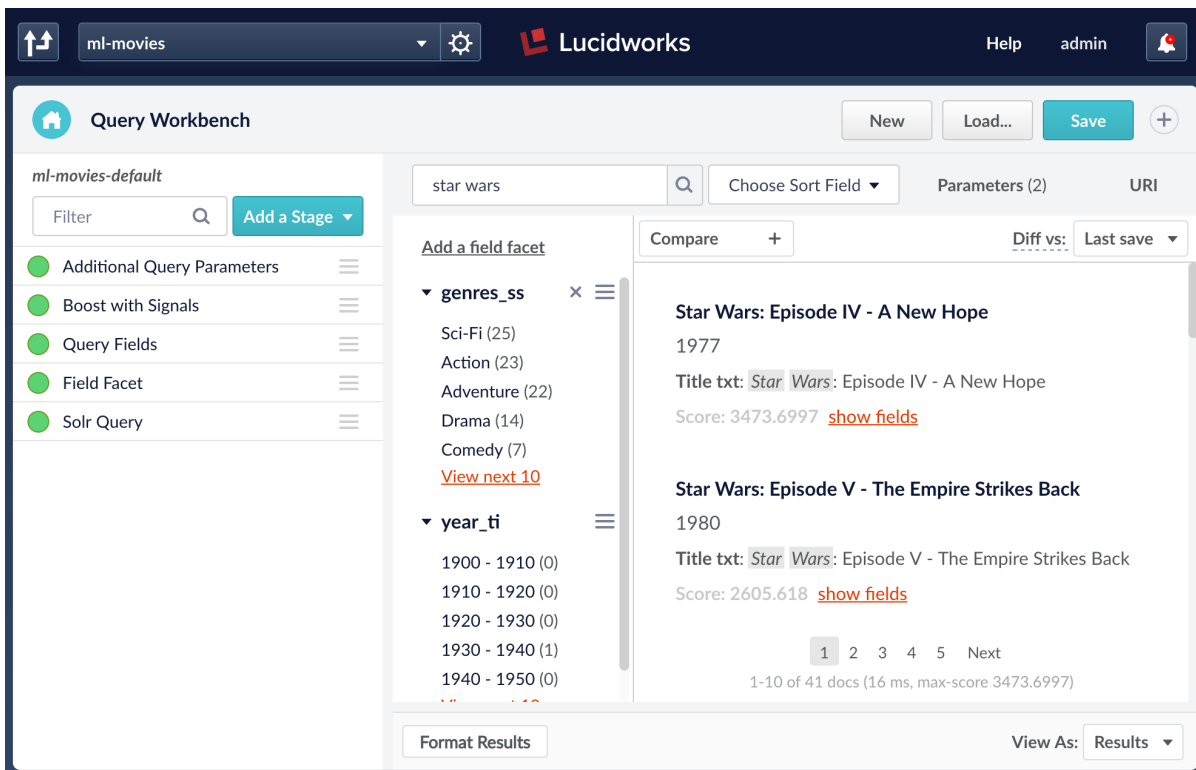 ml-movies
Lucidworks
Help
admin
Query Workbench
New
Load...
Save
ml-movies-default
Filter
Add a Stage
Additional Query Parameters
Boost with Signals
Query Fields
Field Facet
Solr Query
star wars
Choose Sort Field
Parameters (2)
URI
Add a field facet
genres_ss
Sci-Fi (25)
Action (23)
Adventure (22)
Drama (14)
Comedy (7)
View next 10
year_ti
1900 - 1910 (0)
1910 - 1920 (0)
1920 - 1930 (0)
1930 - 1940 (1)
1940 - 1950 (0)
Compare +
Diff vs: Last save
Star Wars: Episode IV - A New Hope
1977
Title txt: Star Wars: Episode IV - A New Hope
Score: 3473.6997 show fields
Star Wars: Episode V - The Empire Strikes Back
1980
Title txt: Star Wars: Episode V - The Empire Strikes Back
Score: 2605.618 show fields
1 2 3 4 5 Next
1-10 of 41 docs (16 ms, max-score 3473.6997)
Format Results
View As: Results